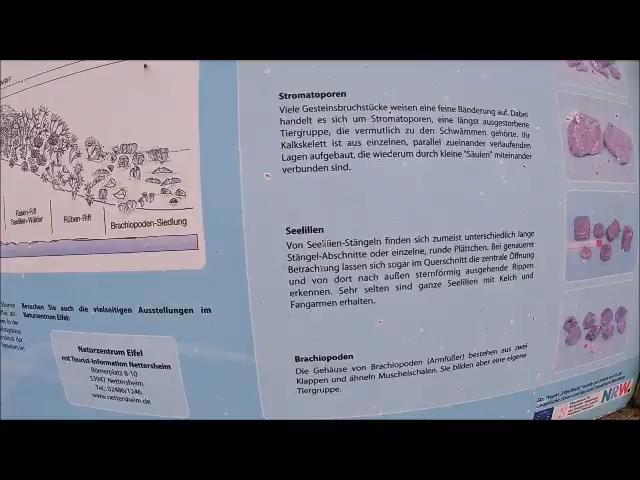 Rasen-Riff
Seelilien-Wälder
Rüben-Riff
Brachiopoden-Siedlung
Besuchen Sie auch die vielseitigen Ausstellungen im
Naturzentrum Eifel:
Naturzentrum Eifel
mit Tourist-Information Nettersheim
Römerplatz 8-10
53947 Nettersheim
Tel.: 02486/1246
www.nettersheim.de
Stromatoporen
Viele Gesteinsbruchstücke weisen eine feine Bänderung auf. Dabei
handelt es sich um Stromatoporen, eine längst ausgestorbene
Tiergruppe, die vermutlich zu den Schwämmen gehörte. Ihr
Kalkskelett ist aus einzelnen, parallel zueinander verlaufenden
Lagen aufgebaut, die wiederum durch kleine "Säulen" miteinander
verbunden sind.
Seelilien
Von Seelilien-Stängeln finden sich zumeist unterschiedlich lange
Stängel-Abschnitte oder einzelne, runde Plättchen. Bei genauerer
Betrachtung lassen sich sogar im Querschnitt die zentrale Öffnung
und von dort nach außen sternförmig ausgehende Rippen
erkennen. Sehr selten sind ganze Seelilien mit Kelch und
Fangarmen erhalten.
Brachiopoden
Die Gehäuse von Brachiopoden (Armfüßer) bestehen aus zwei
Klappen und ähneln Muschelschalen. Sie bilden aber eine eigene
Tiergruppe.
NRW